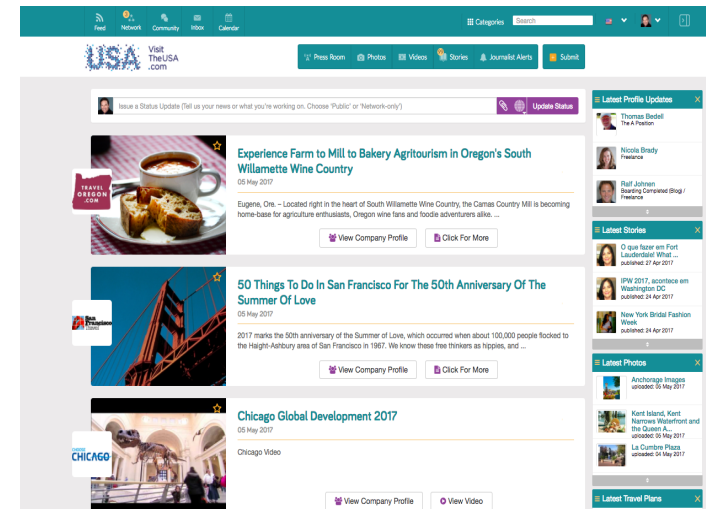 3
Feed
Network
Community
Inbox
Calendar
Categories
Search
USA
Visit
TheUSA
.com
Press Room
Photos
Videos
Stories
Journalist Alerts
Submit
Issue a Status Update (Tell us your news or what you're working on. Choose 'Public' or 'Network-only')
Update Status
TRAVEL
OREGON
.COM
Experience Farm to Mill to Bakery Agritourism in Oregon's South
Willamette Wine Country
05 May 2017
Eugene, Ore. – Located right in the heart of South Willamette Wine Country, the Camas Country Mill is becoming
home-base for agriculture enthusiasts, Oregon wine fans and foodie adventurers alike. ...
View Company Profile
Click For More
San
Francisco
Travel
50 Things To Do In San Francisco For The 50th Anniversary Of The
Summer Of Love
05 May 2017
2017 marks the 50th anniversary of the Summer of Love, which occurred when about 100,000 people flocked to
the Haight-Ashbury area of San Francisco in 1967. We know these free thinkers as hippies, and ...
View Company Profile
Click For More
CHICAGO
Chicago Global Development 2017
05 May 2017
Chicago Video
View Company Profile
View Video
Latest Profile Updates
X
Thomas Bedell
The A Position
Nicola Brady
Freelance
Ralf Johnen
Boarding Completed (Blog) /
Freelance
Latest Stories
X
O que fazer em Fort
Lauderdale! What ...
published: 27 Apr 2017
IPW 2017, acontece em
Washington DC
published: 24 Apr 2017
New York Bridal Fashion
Week
published: 24 Apr 2017
Latest Photos
X
Anchorage Images
uploaded: 05 May 2017
Kent Island, Kent
Narrows Waterfront and
the Queen A...
uploaded: 05 May 2017
La Cumbre Plaza
uploaded: 04 May 2017
Latest Travel Plans
X